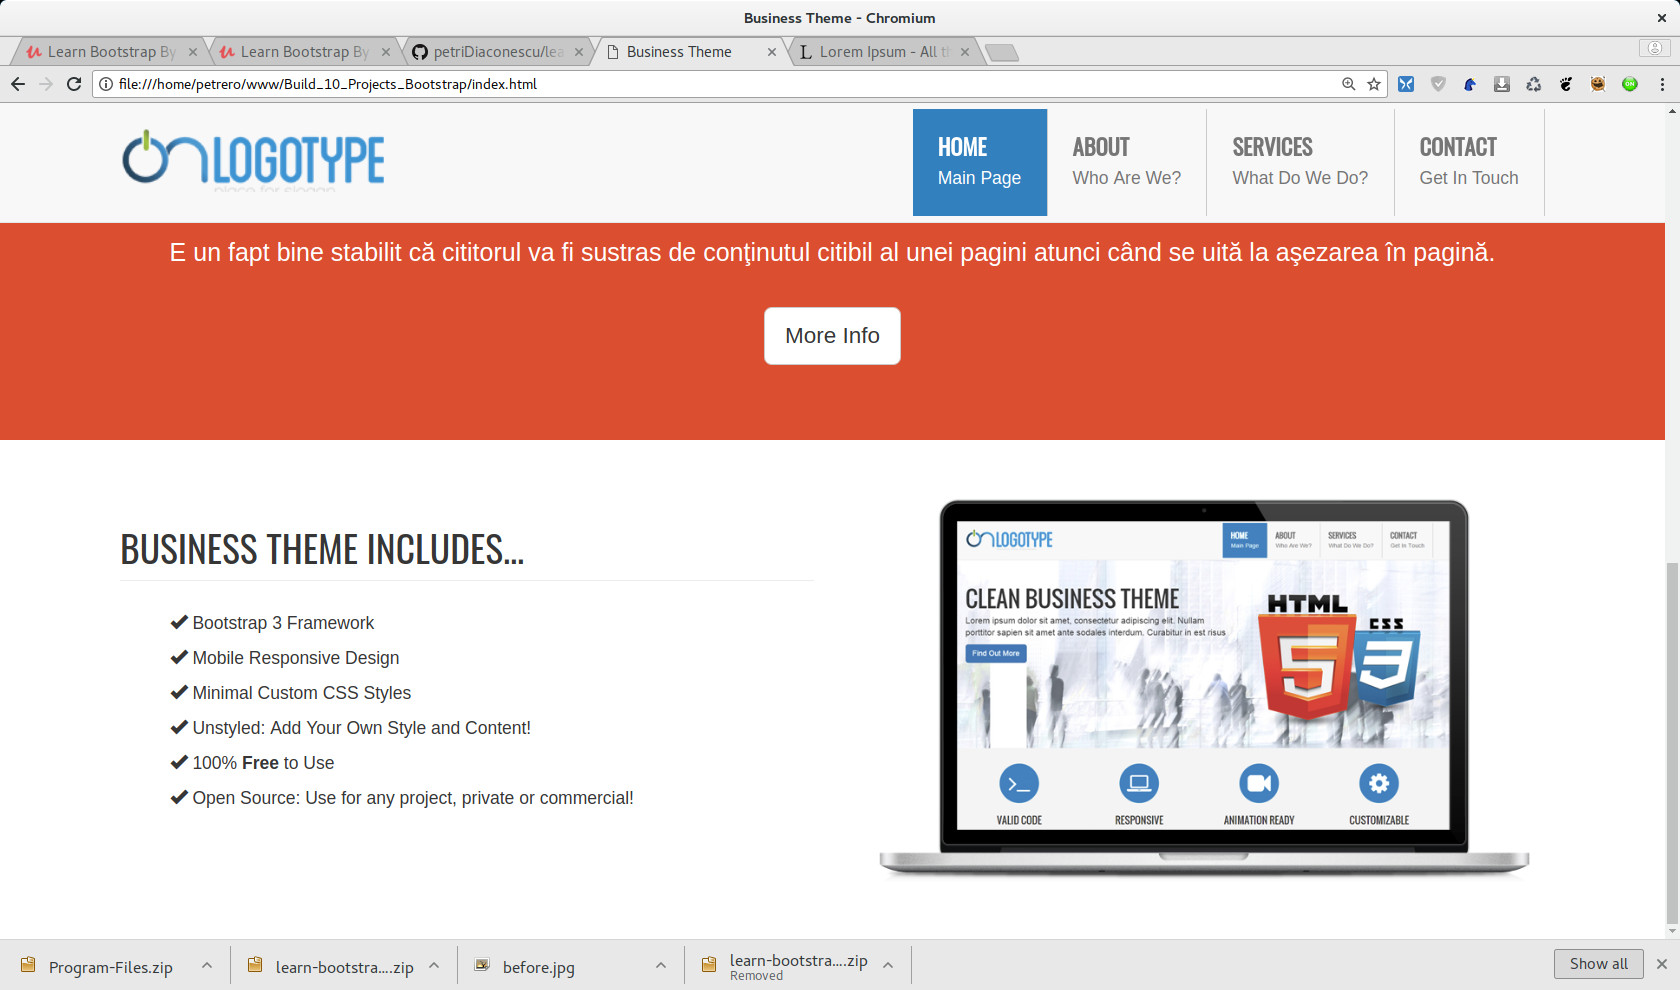 Business Theme - Chromium
Learn Bootstrap By
Learn Bootstrap By
petriDiaconescu/lea
Business Theme
Lorem Ipsum - All t
file:///home/petrero/www/Build_10_Projects_Bootstrap/index.html
ON
LOGOTYPE
place for slogan
HOME
Main Page
ABOUT
Who Are We?
SERVICES
What Do We Do?
CONTACT
Get In Touch
E un fapt bine stabilit că cititorul va fi sustras de conţinutul citibil al unei pagini atunci când se uită la aşezarea în pagină.
More Info
BUSINESS THEME INCLUDES...
Bootstrap 3 Framework
Mobile Responsive Design
Minimal Custom CSS Styles
Unstyled: Add Your Own Style and Content!
100% Free to Use
Open Source: Use for any project, private or commercial!
LOGOTYPE
HOME
Main Page
ABOUT
Who Are We?
SERVICES
What Do We Do?
CONTACT
Get In Touch
CLEAN BUSINESS THEME
Lorem ipsum dolor sit amet, consectetur adipiscing elit. Nullam
porttitor sapien sit amet ante sodales interdum. Curabitur in est risus
Find Out More
HTML
5
CSS
3
VALID CODE
RESPONSIVE
ANIMATION READY
CUSTOMIZABLE
Program-Files.zip
learn-bootstra....zip
before.jpg
learn-bootstra....zip
Removed
Show all